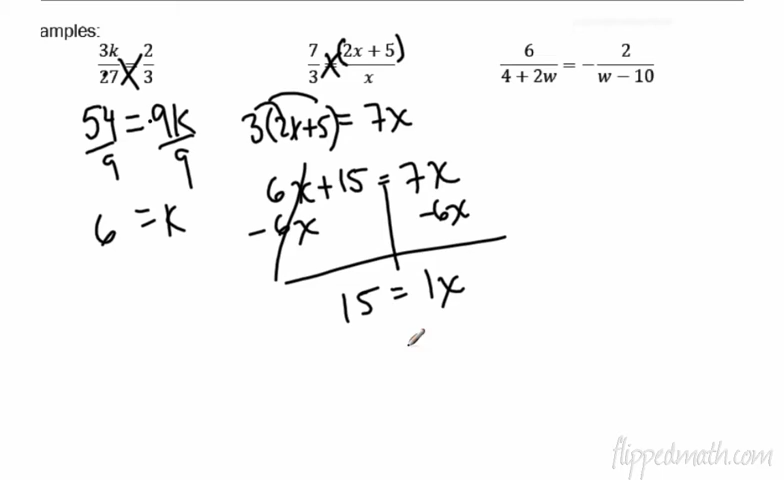 amples:
3k/27 = 2/3
54 = 9k
9 9
6 = k
7/3 = (2x + 5)/x
3(2x+5) = 7x
6x+15 = 7x
-6x -6x
15 = 1x
6/(4 + 2w) = - 2/(w - 10)
flippedmath.com